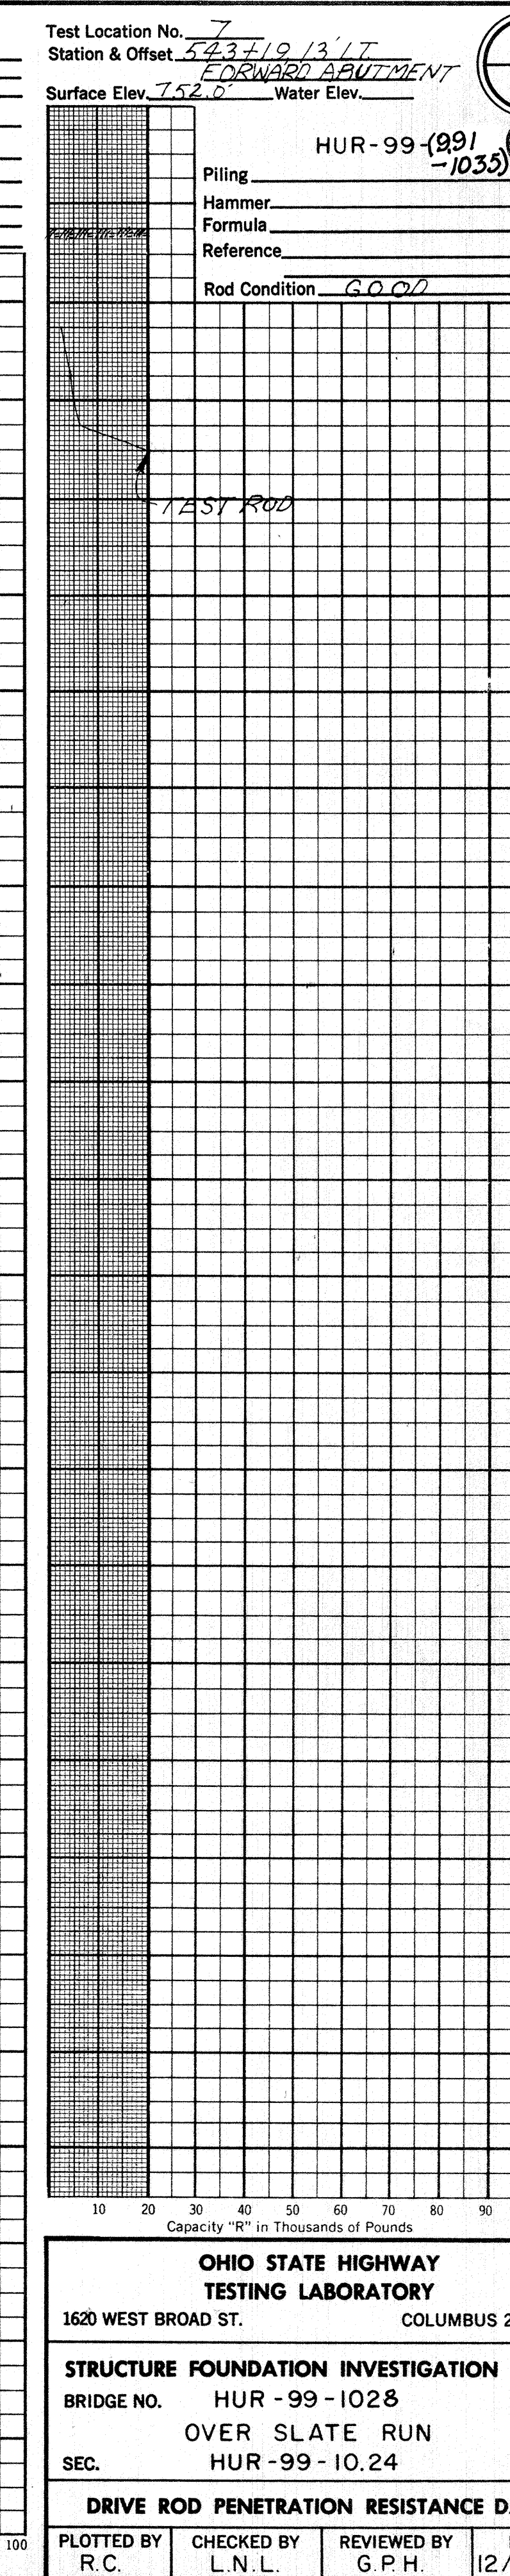 Test Location No. 7
Station & Offset 543+19, 13' LT.
FORWARD ABUTMENT
Surface Elev. 752.0' Water Elev.
HUR-99-(991
-1035)
Piling
Hammer
Formula
Reference
Rod Condition GOOD
TEST ROD
10 20 30 40 50 60 70 80 90
Capacity "R" in Thousands of Pounds
OHIO STATE HIGHWAY
TESTING LABORATORY
1620 WEST BROAD ST. COLUMBUS 2
STRUCTURE FOUNDATION INVESTIGATION
BRIDGE NO. HUR-99-1028
OVER SLATE RUN
SEC. HUR-99-10.24
DRIVE ROD PENETRATION RESISTANCE D
100
PLOTTED BY CHECKED BY REVIEWED BY
R.C. L.N.L. G.P.H. 12/